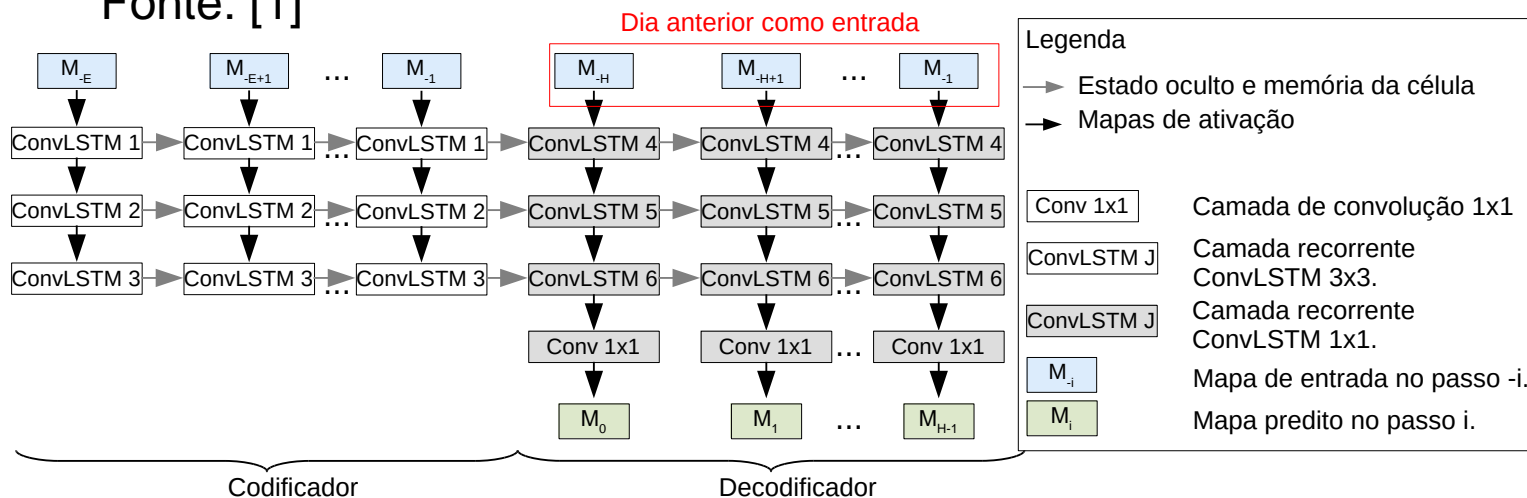 Fonte: [1]
Dia anterior como entrada
M-E M-E+1 ... M-1 M-H M-H+1 ... M-1
ConvLSTM 1 ConvLSTM 1 ... ConvLSTM 1 ConvLSTM 4 ConvLSTM 4 ... ConvLSTM 4
ConvLSTM 2 ConvLSTM 2 ... ConvLSTM 2 ConvLSTM 5 ConvLSTM 5 ... ConvLSTM 5
ConvLSTM 3 ConvLSTM 3 ... ConvLSTM 3 ConvLSTM 6 ConvLSTM 6 ... ConvLSTM 6
Conv 1x1 Conv 1x1 ... Conv 1x1
M0 M1 ... MH-1
Codificador Decodificador
Legenda
Estado oculto e memória da célula
Mapas de ativação
Conv 1x1 Camada de convolução 1x1
ConvLSTM J Camada recorrente
ConvLSTM 3x3.
ConvLSTM J Camada recorrente
ConvLSTM 1x1.
M-i Mapa de entrada no passo -i.
Mi Mapa predito no passo i.